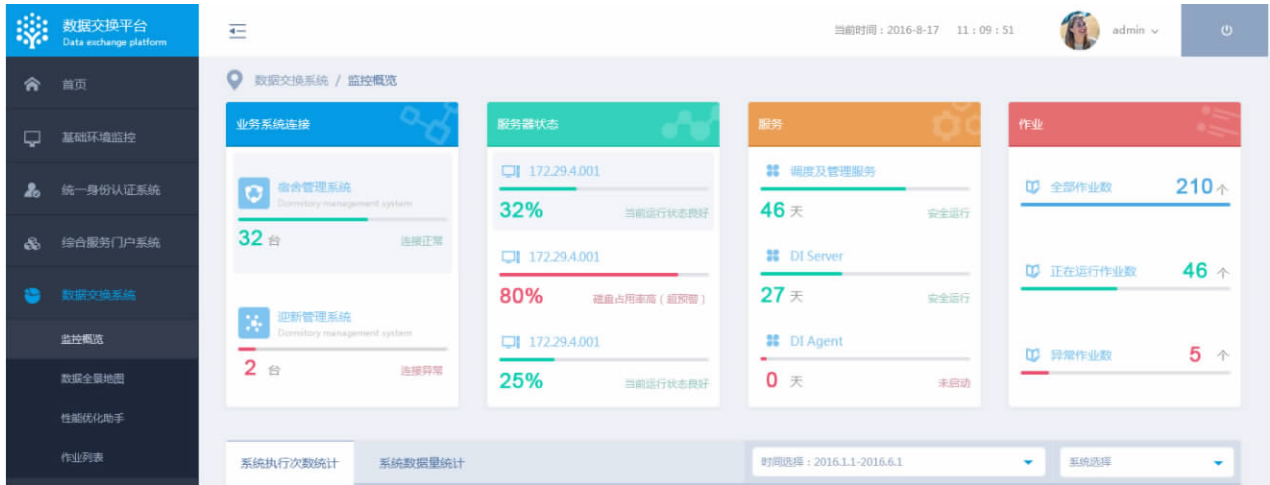 数据交换平台
Data exchange platform
当前时间：2016-8-17 11：09：51
admin
首页
基础环境监控
统一身份认证系统
综合服务门户系统
数据交换系统
监控概览
数据全景地图
性能优化助手
作业列表
数据交换系统 / 监控概览
业务系统连接
宿舍管理系统
Dormitory management system
32 台 连接正常
迎新管理系统
Dormitory management system
2 台 连接异常
服务器状态
172.29.4.001
32% 当前运行状态良好
172.29.4.001
80% 磁盘占用率高（超预警）
172.29.4.001
25% 当前运行状态良好
服务
调度及管理服务
46 天 安全运行
DI Server
27 天 安全运行
DI Agent
0 天 未启动
作业
全部作业数 210 个
正在运行作业数 46 个
异常作业数 5 个
系统执行次数统计 系统数据量统计 时间选择：2016.1.1-2016.6.1 系统选择